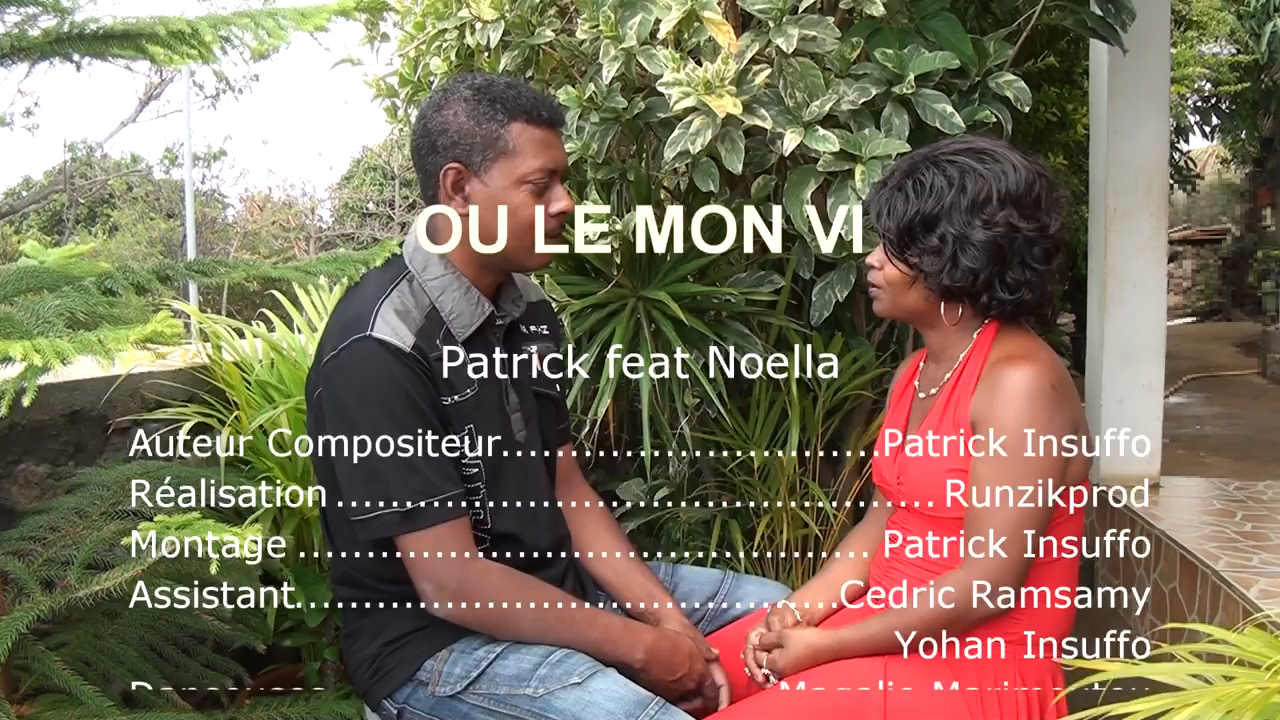 OU LE MON VI
Patrick feat Noella
Auteur Compositeur...........................Patrick Insuffo
Réalisation ........................................... Runzikprod
Montage ......................................... Patrick Insuffo
Assistant.......................................Cedric Ramsamy
Yohan Insuffo